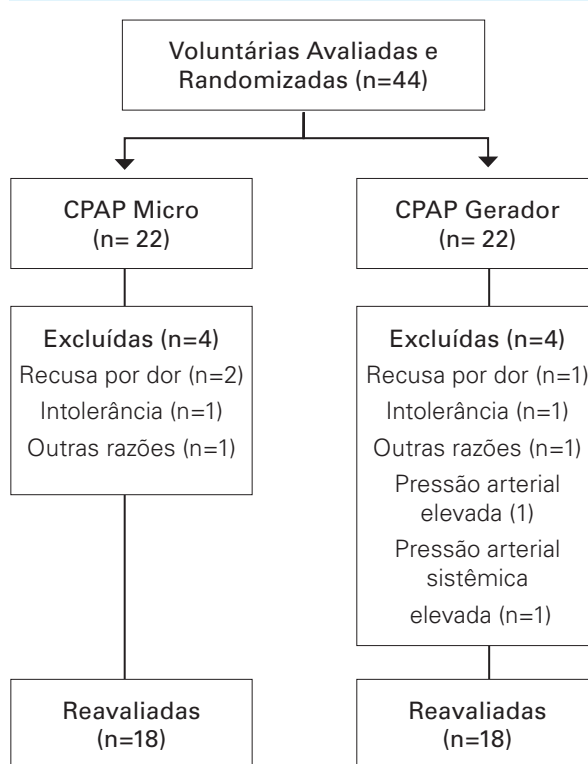 Voluntárias Avaliadas e
Randomizadas (n=44)
CPAP Micro
(n= 22)
CPAP Gerador
(n= 22)
Excluídas (n=4)
Recusa por dor (n=2)
Intolerância (n=1)
Outras razões (n=1)
Excluídas (n=4)
Recusa por dor (n=1)
Intolerância (n=1)
Outras razões (n=1)
Pressão arterial
elevada (1)
Pressão arterial
sistêmica
elevada (n=1)
Reavaliadas
(n=18)
Reavaliadas
(n=18)